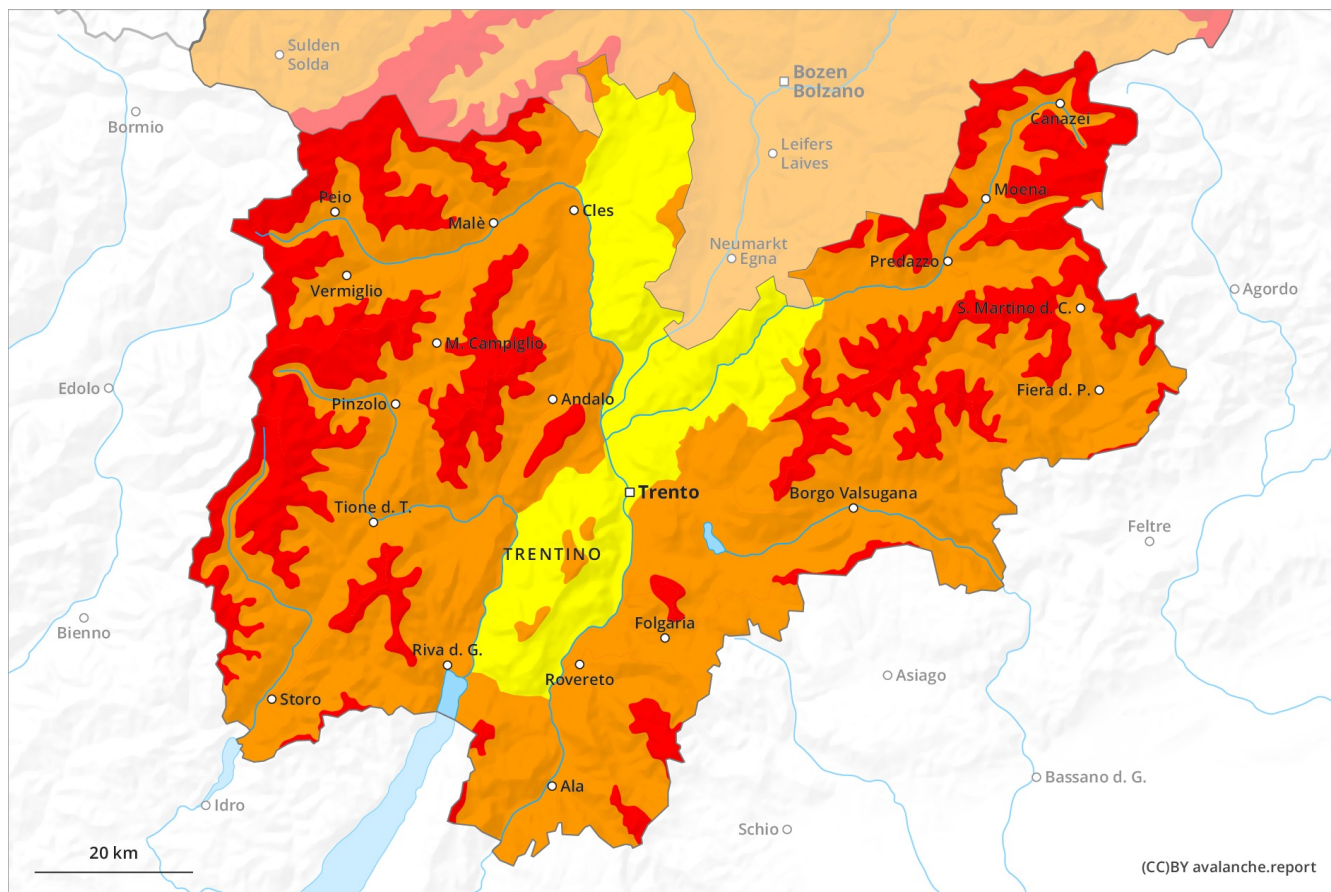 Sulden
Solda
Bozen
Bolzano
Bormio
Canazei
Leifers
Laives
Peio
Moena
Malè
Cles
Neumarkt
Egna
Predazzo
Vermiglio
Agordo
S. Martino d. C.
M. Campiglio
Edolo
Pinzolo
Andalo
Fiera d. P.
Trento
Borgo Valsugana
Tione d. T.
Feltre
TRENTINO
Bienno
Folgaria
Riva d. G.
Rovereto
Asiago
Storo
Bassano d. G.
Ala
Idro
Schio
20 km
(CC)BY avalanche.report